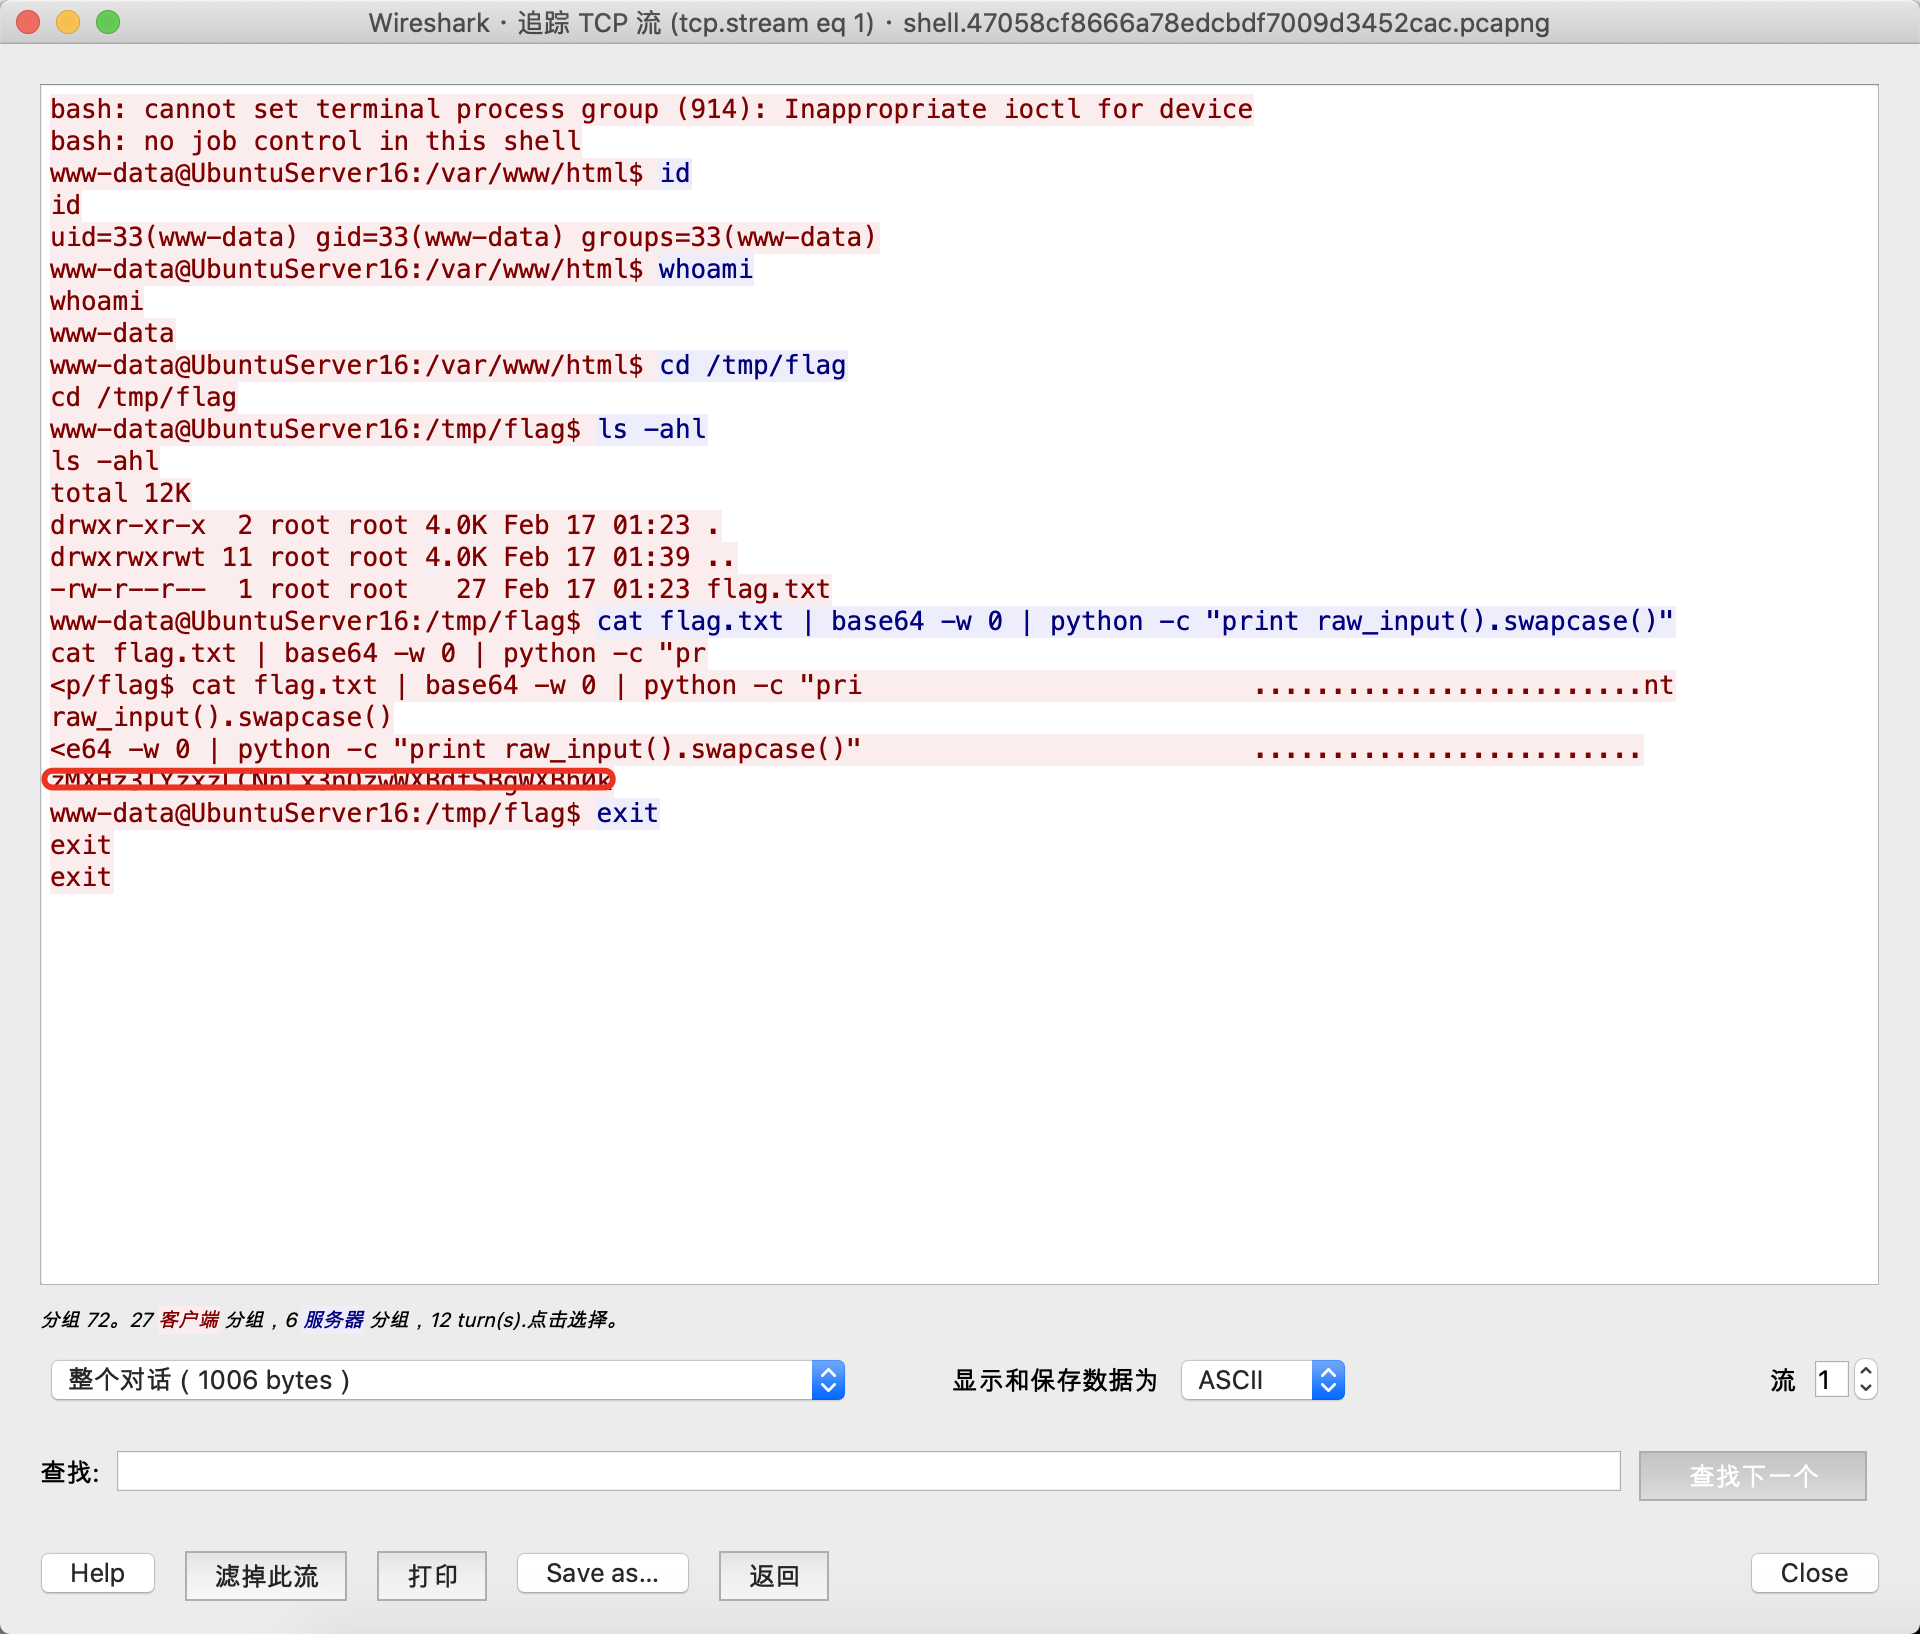 Wireshark · 追踪 TCP 流 (tcp.stream eq 1) · shell.47058cf8666a78edcbdf7009d3452cac.pcapng
bash: cannot set terminal process group (914): Inappropriate ioctl for device
bash: no job control in this shell
www-data@UbuntuServer16:/var/www/html$ id
id
uid=33(www-data) gid=33(www-data) groups=33(www-data)
www-data@UbuntuServer16:/var/www/html$ whoami
whoami
www-data
www-data@UbuntuServer16:/var/www/html$ cd /tmp/flag
cd /tmp/flag
www-data@UbuntuServer16:/tmp/flag$ ls -ahl
ls -ahl
total 12K
drwxr-xr-x  2 root root 4.0K Feb 17 01:23 .
drwxrwxrwt 11 root root 4.0K Feb 17 01:39 ..
-rw-r--r--  1 root root   27 Feb 17 01:23 flag.txt
www-data@UbuntuServer16:/tmp/flag$ cat flag.txt | base64 -w 0 | python -c "print raw_input().swapcase()"
cat flag.txt | base64 -w 0 | python -c "pr
<p/flag$ cat flag.txt | base64 -w 0 | python -c "pri                         .........................nt
raw_input().swapcase()
<e64 -w 0 | python -c "print raw_input().swapcase()"                         .........................
www-data@UbuntuServer16:/tmp/flag$ exit
exit
exit
分组 72。27 客户端 分组，6 服务器 分组，12 turn(s).点击选择。
整个对话 ( 1006 bytes ) 显示和保存数据为 ASCII 流 1
查找: 查找下一个
Help 滤掉此流 打印 Save as... 返回 Close